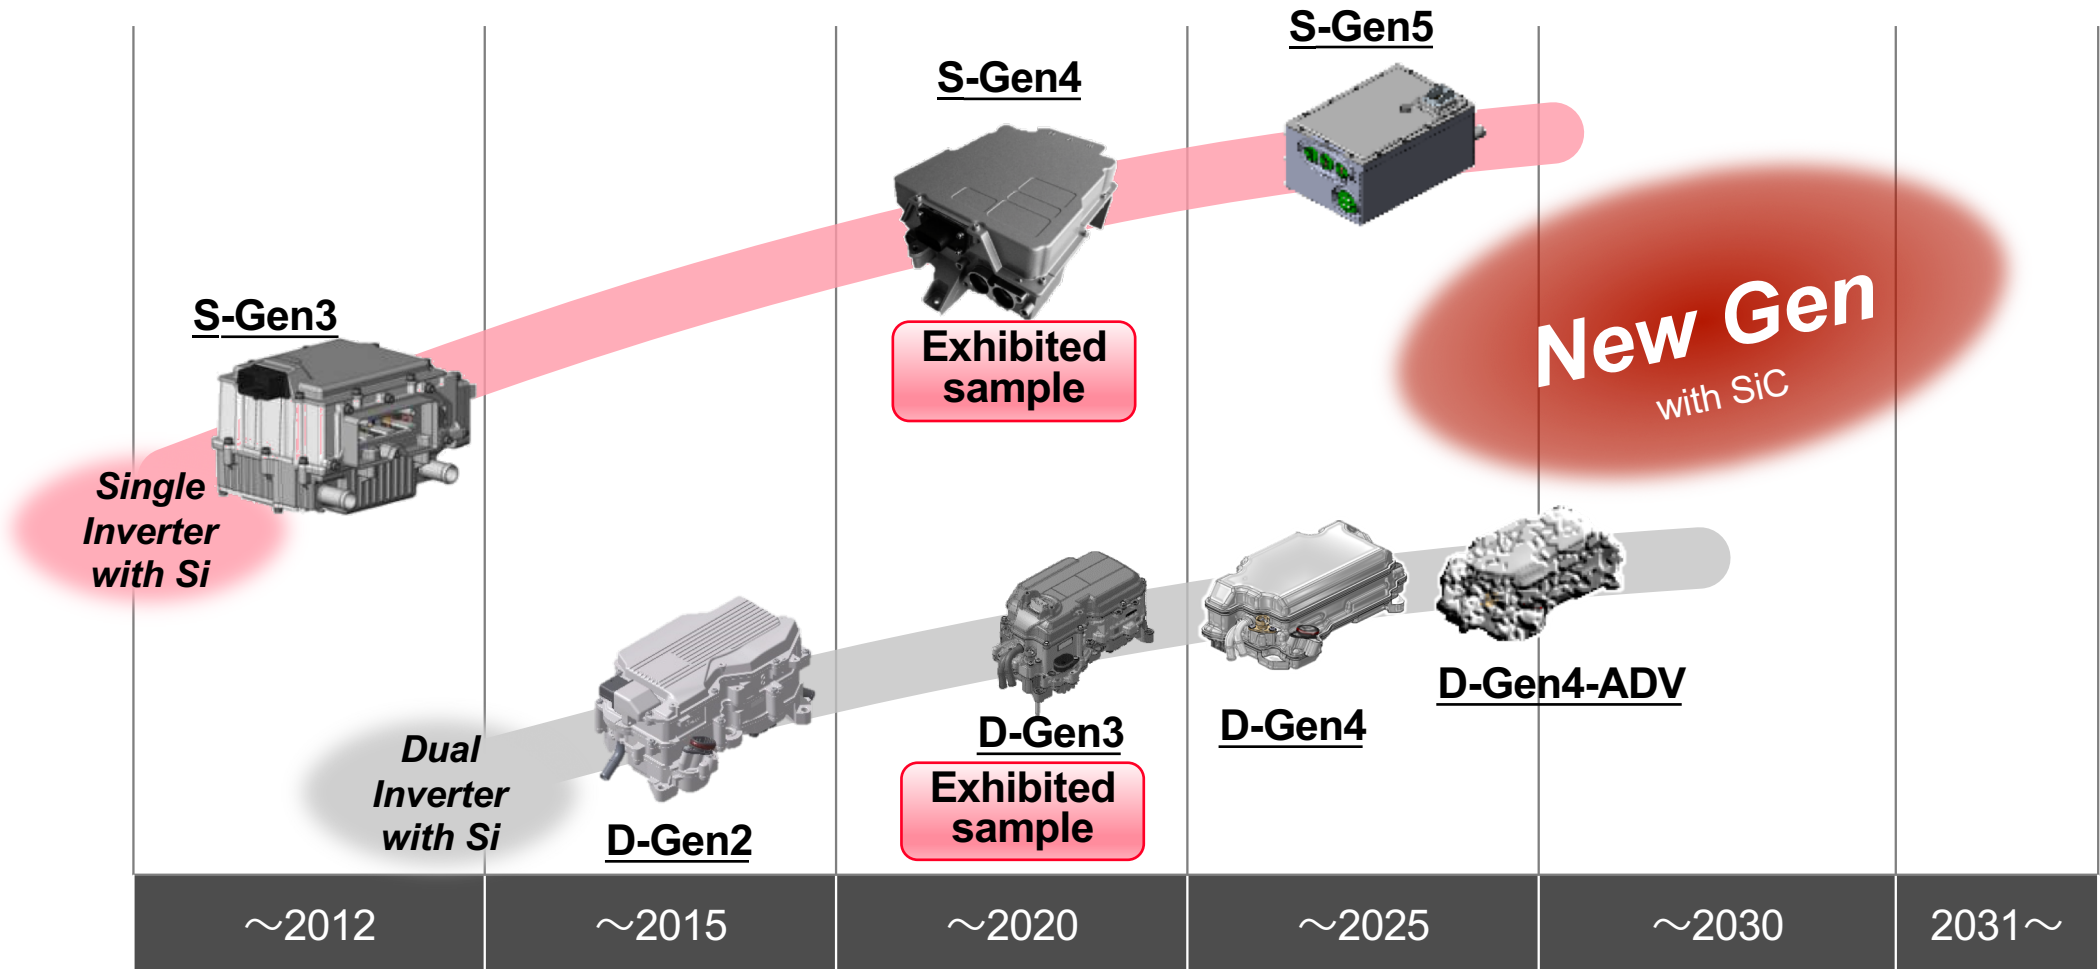 S-Gen5
S-Gen4
S-Gen3
Exhibited
sample
New Gen
with SiC
Single
Inverter
with Si
D-Gen4-ADV
D-Gen4
D-Gen3
Exhibited
sample
Dual
Inverter
with Si
D-Gen2
～2012
～2015
～2020
～2025
～2030
2031～